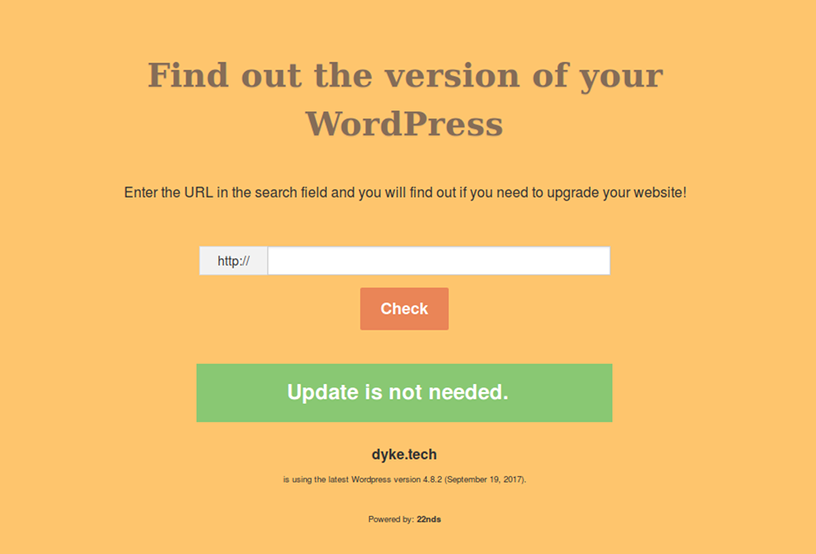 Find out the version of your
WordPress
Enter the URL in the search field and you will find out if you need to upgrade your website!
http://
Check
Update is not needed.
dyke.tech
is using the latest Wordpress version 4.8.2 (September 19, 2017).
Powered by: 22nds